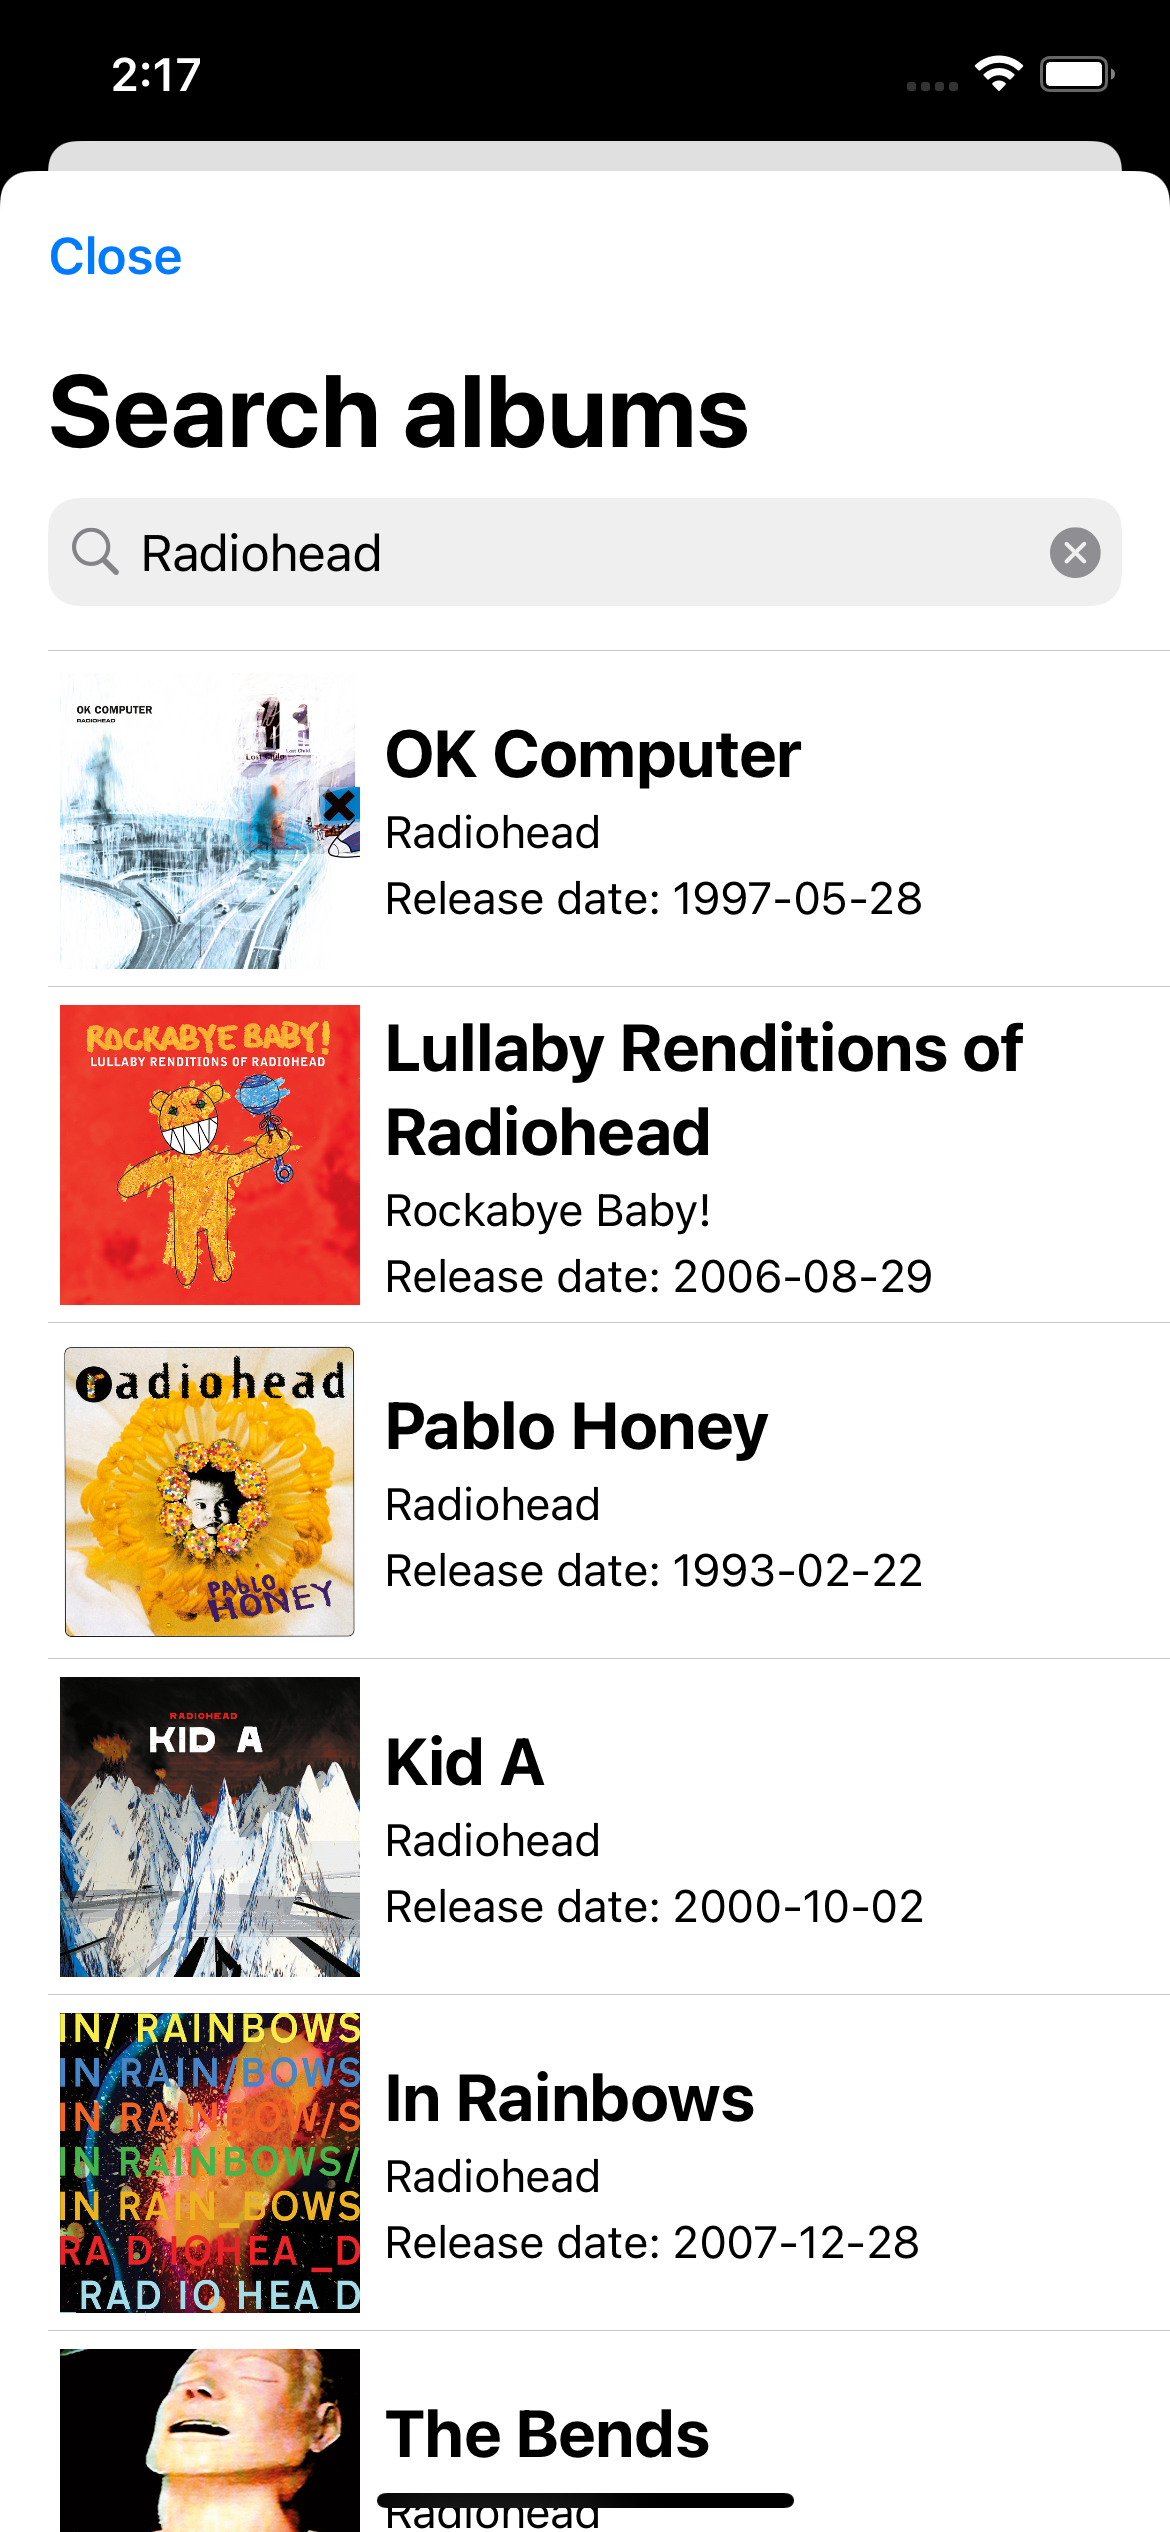 2:17
Close
Search albums
Radiohead
OK COMPUTER
RADIOHEAD
OK Computer
Radiohead
Release date: 1997-05-28
ROCKABYE BABY!
LULLABY RENDITIONS OF RADIOHEAD
Lullaby Renditions of
Radiohead
Rockabye Baby!
Release date: 2006-08-29
radiohead
PABLO
HONEY
Pablo Honey
Radiohead
Release date: 1993-02-22
RADIOHEAD
KID A
Kid A
Radiohead
Release date: 2000-10-02
IN/ RAINBOWS
IN RAIN/BOWS
IN RAINBOW/S
IN RAINBOWS/
IN RAIN_BOWS
RA D IOHEA _D
_RAD IO HEA D
In Rainbows
Radiohead
Release date: 2007-12-28
The Bends
Radiohead